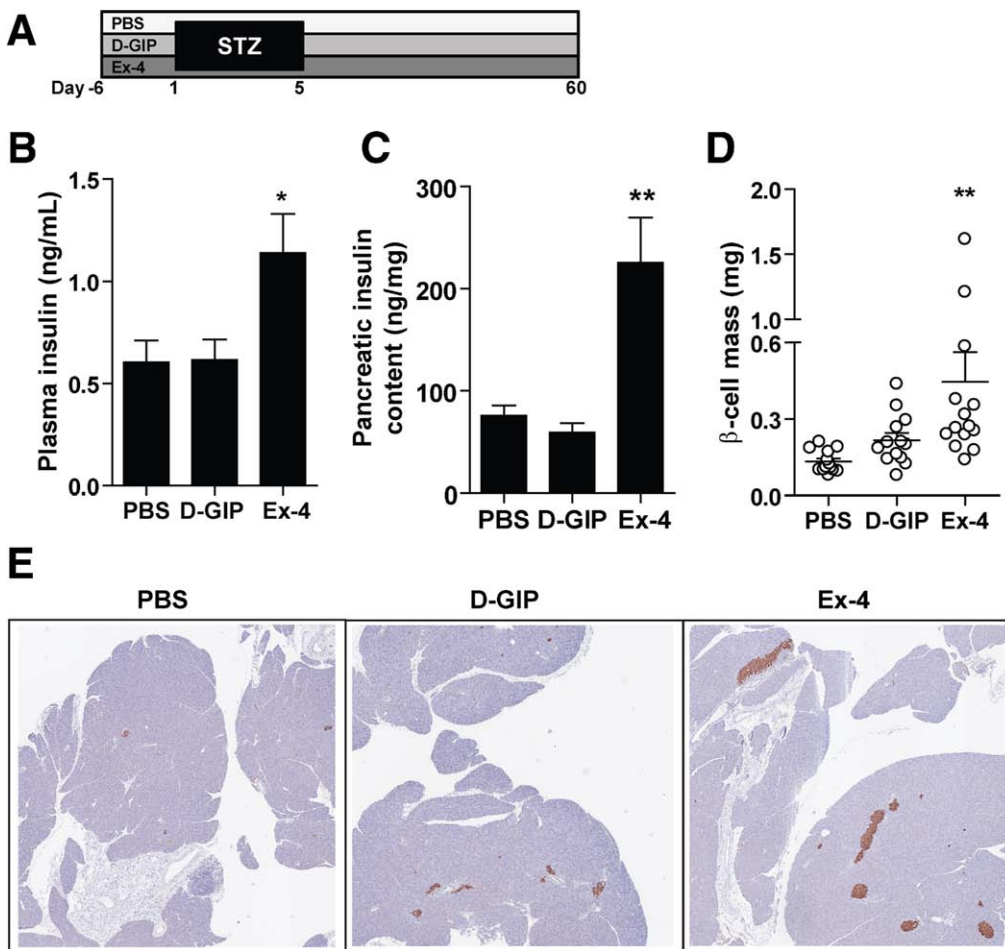 A
PBS
D-GIP
Ex-4
STZ
Day -6 1 5 60
B
Plasma insulin (ng/mL)
1.5
1.0
0.5
0.0
*
PBS D-GIP Ex-4
C
Pancreatic insulin
content (ng/mg)
300
200
100
0
**
PBS D-GIP Ex-4
D
β-cell mass (mg)
2.0
1.5
1.0
0.6
0.3
0.0
**
PBS D-GIP Ex-4
E
PBS D-GIP Ex-4